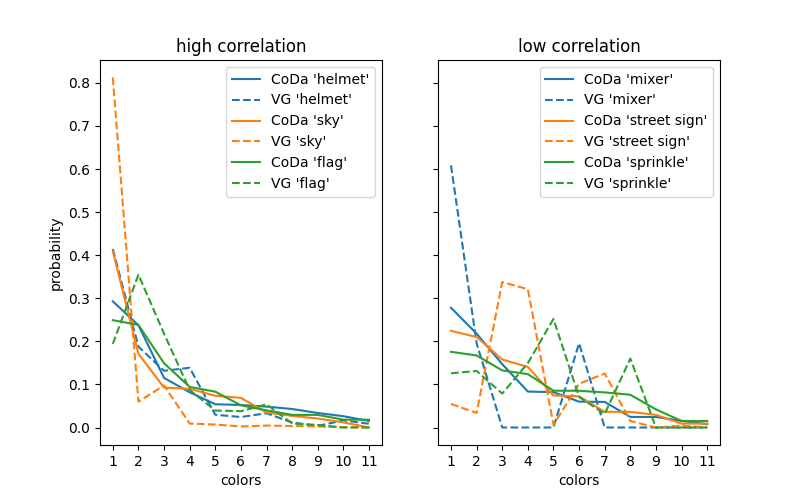 high correlation
CoDa 'helmet'
VG 'helmet'
CoDa 'sky'
VG 'sky'
CoDa 'flag'
VG 'flag'
probability
0.8
0.7
0.6
0.5
0.4
0.3
0.2
0.1
0.0
1 2 3 4 5 6 7 8 9 10 11
colors
low correlation
CoDa 'mixer'
VG 'mixer'
CoDa 'street sign'
VG 'street sign'
CoDa 'sprinkle'
VG 'sprinkle'
1 2 3 4 5 6 7 8 9 10 11
colors